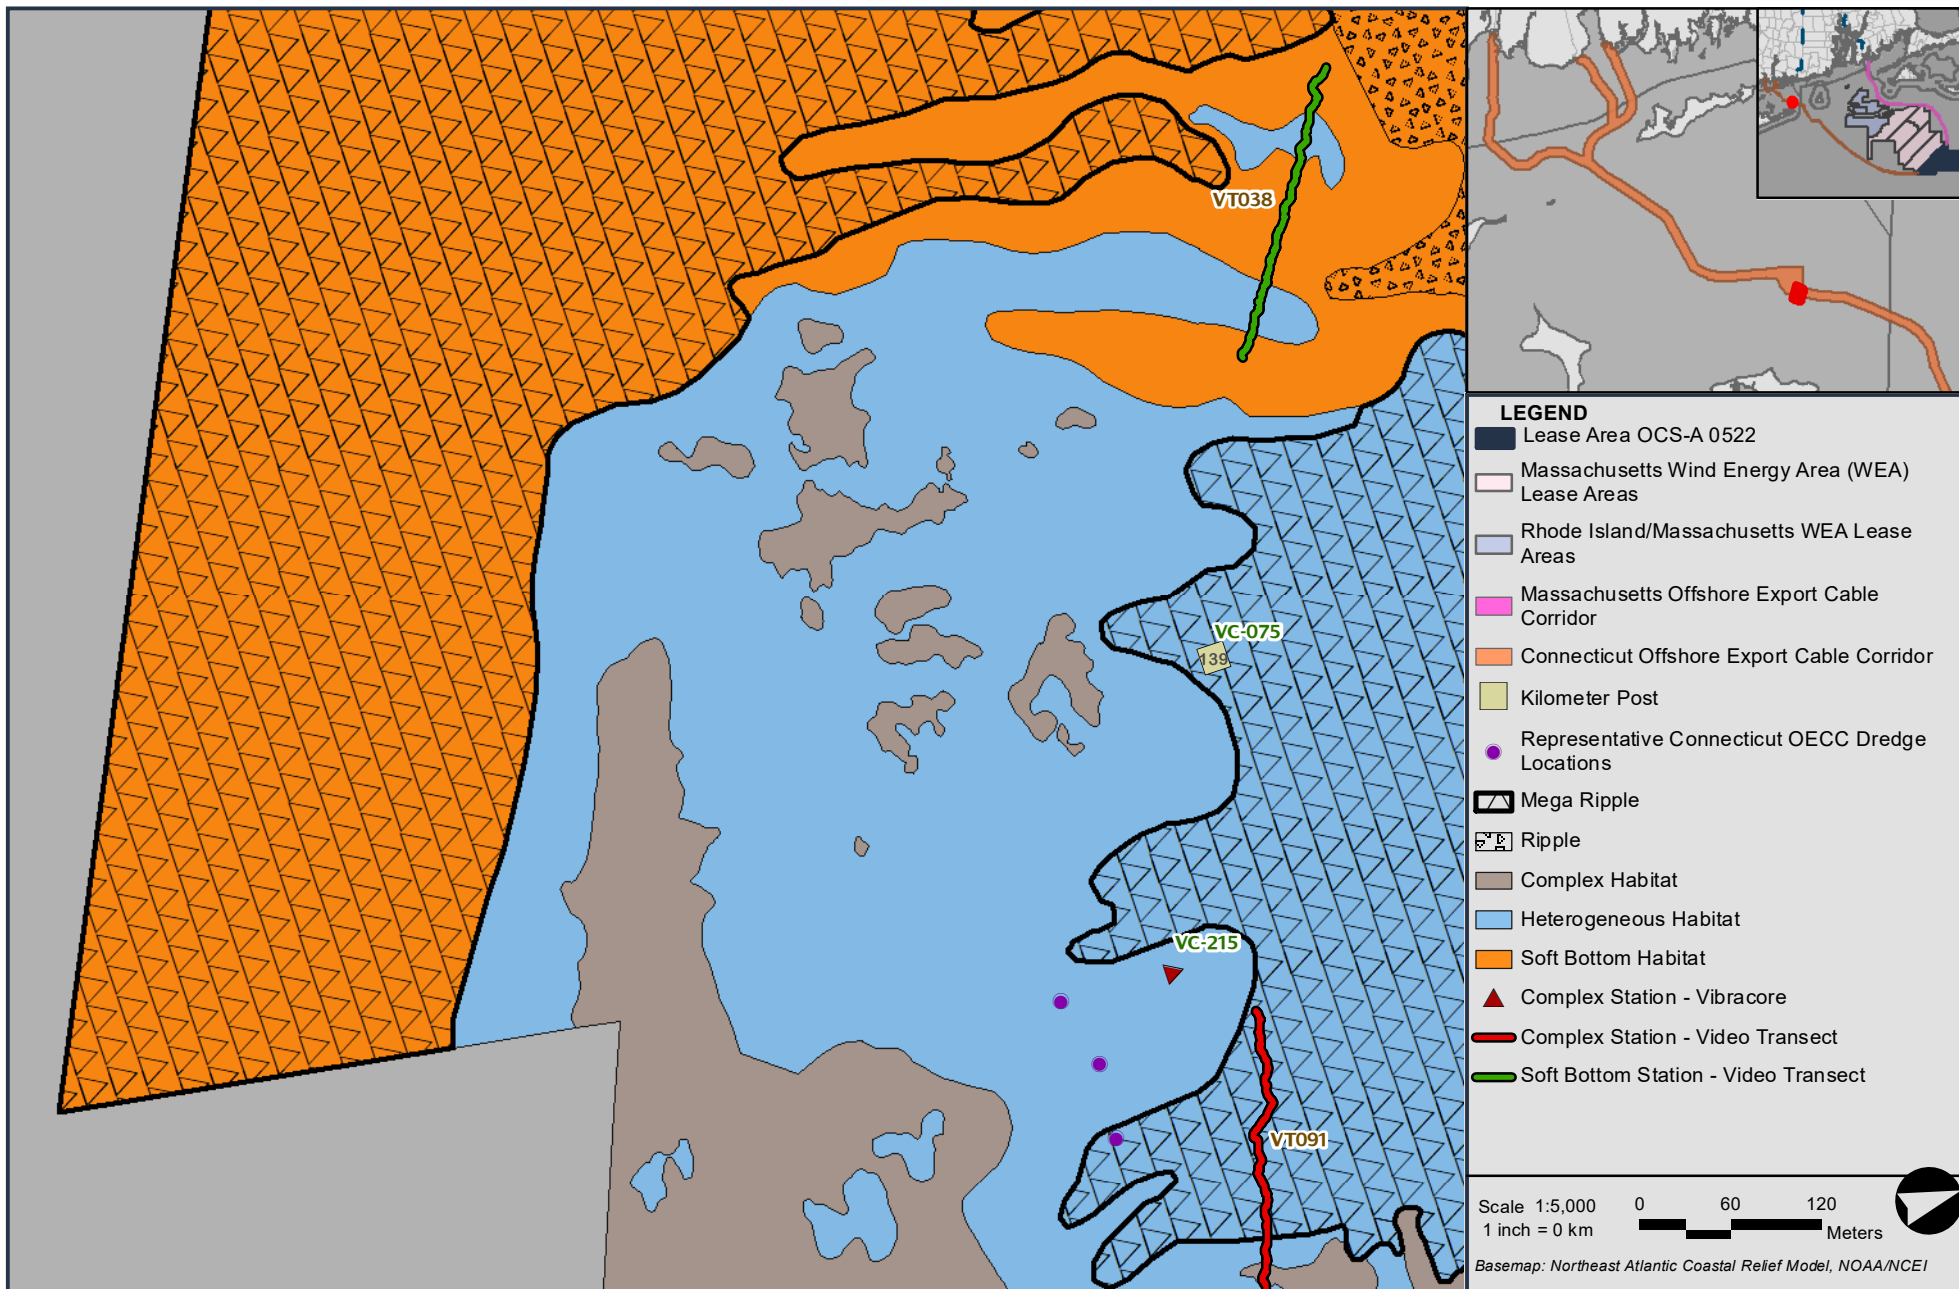 VT038
VC-075
139
VC-215
VT091
LEGEND
Lease Area OCS-A 0522
Massachusetts Wind Energy Area (WEA)
Lease Areas
Rhode Island/Massachusetts WEA Lease
Areas
Massachusetts Offshore Export Cable
Corridor
Connecticut Offshore Export Cable Corridor
Kilometer Post
Representative Connecticut OECC Dredge
Locations
Mega Ripple
Ripple
Complex Habitat
Heterogeneous Habitat
Soft Bottom Habitat
Complex Station - Vibracore
Complex Station - Video Transect
Soft Bottom Station - Video Transect
Scale 1:5,000
1 inch = 0 km
0 60 120
Meters
Basemap: Northeast Atlantic Coastal Relief Model, NOAA/NCEI